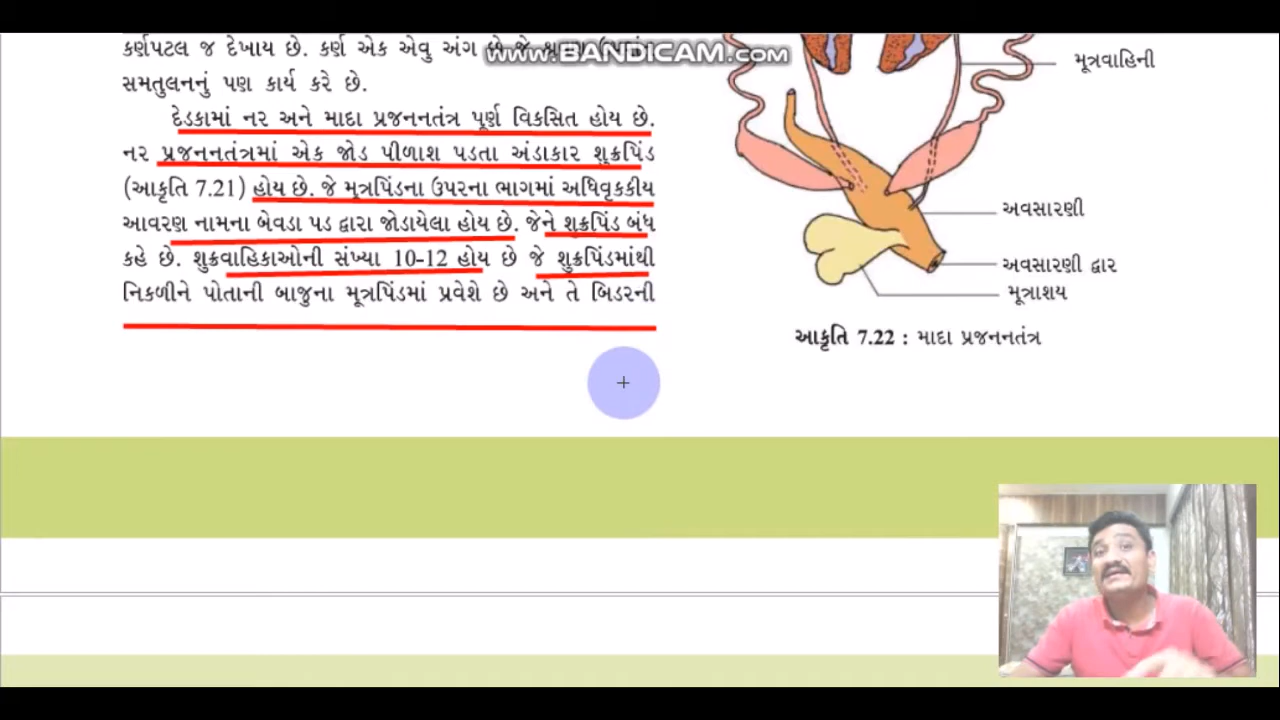 કર્ણપટલ જ દેખાય છે. કર્ણ એક એવુ અંગ છે જે
www.BANDICAM.com
સમતુલનનું પણ કાર્ય કરે છે.
દેડકામાં નર અને માદા પ્રજનનતંત્ર પૂર્ણ વિકસિત હોય છે.
નર પ્રજનનતંત્રમાં એક જોડ પીળાશ પડતા અંડાકાર શુક્રપિંડ
(આકૃતિ 7.21) હોય છે. જે મૂત્રપિંડના ઉપરના ભાગમાં અધિવૃકકીય
આવરણ નામના બેવડા પડ દ્વારા જોડાયેલા હોય છે. જેને શુક્રપિંડ બંધ
કહે છે. શુક્રવાહિકાઓની સંખ્યા 10-12 હોય છે જે શુક્રપિંડમાંથી
નિકળીને પોતાની બાજુના મૂત્રપિંડમાં પ્રવેશે છે અને તે બિડરની
મૂત્રવાહિની
અવસારણી
અવસારણી દ્વાર
મૂત્રાશય
આકૃતિ 7.22 : માદા પ્રજનનતંત્ર